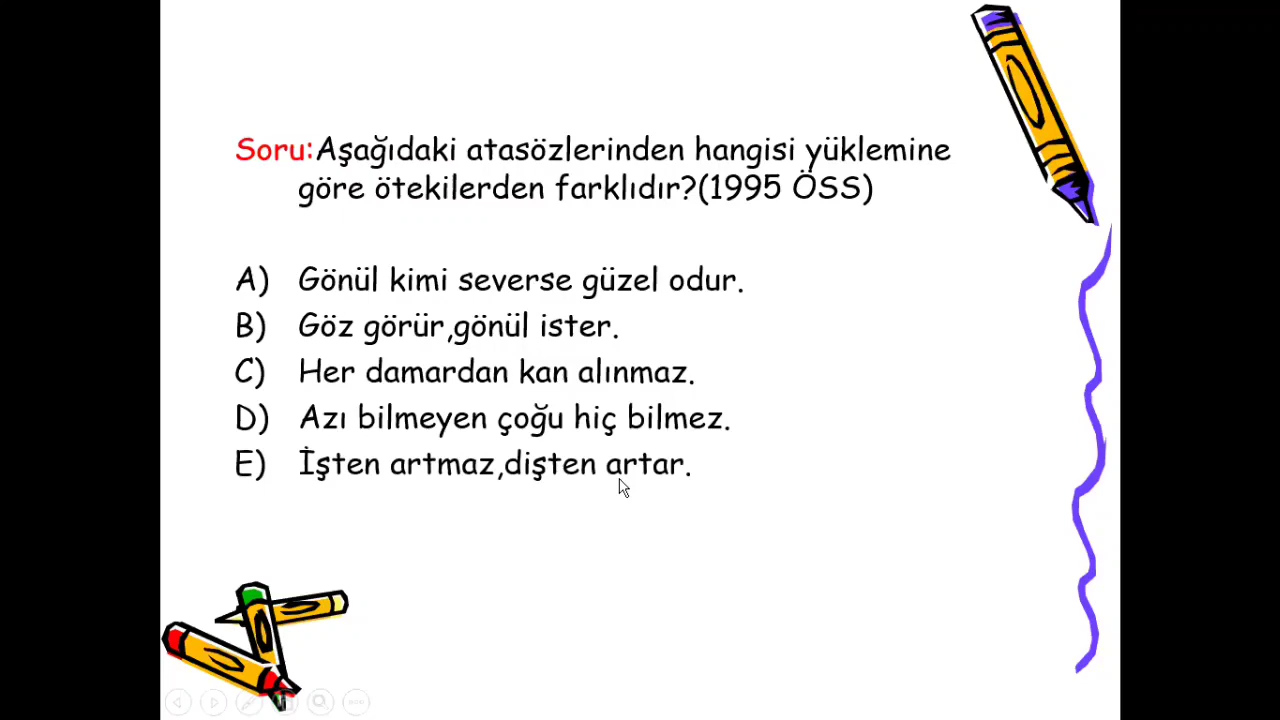 Soru:Aşağıdaki atasözlerinden hangisi yüklemine
göre ötekilerden farklıdır?(1995 ÖSS)
A) Gönül kimi severse güzel odur.
B) Göz görür,gönül ister.
C) Her damardan kan alınmaz.
D) Azı bilmeyen çoğu hiç bilmez.
E) İşten artmaz,dişten artar.